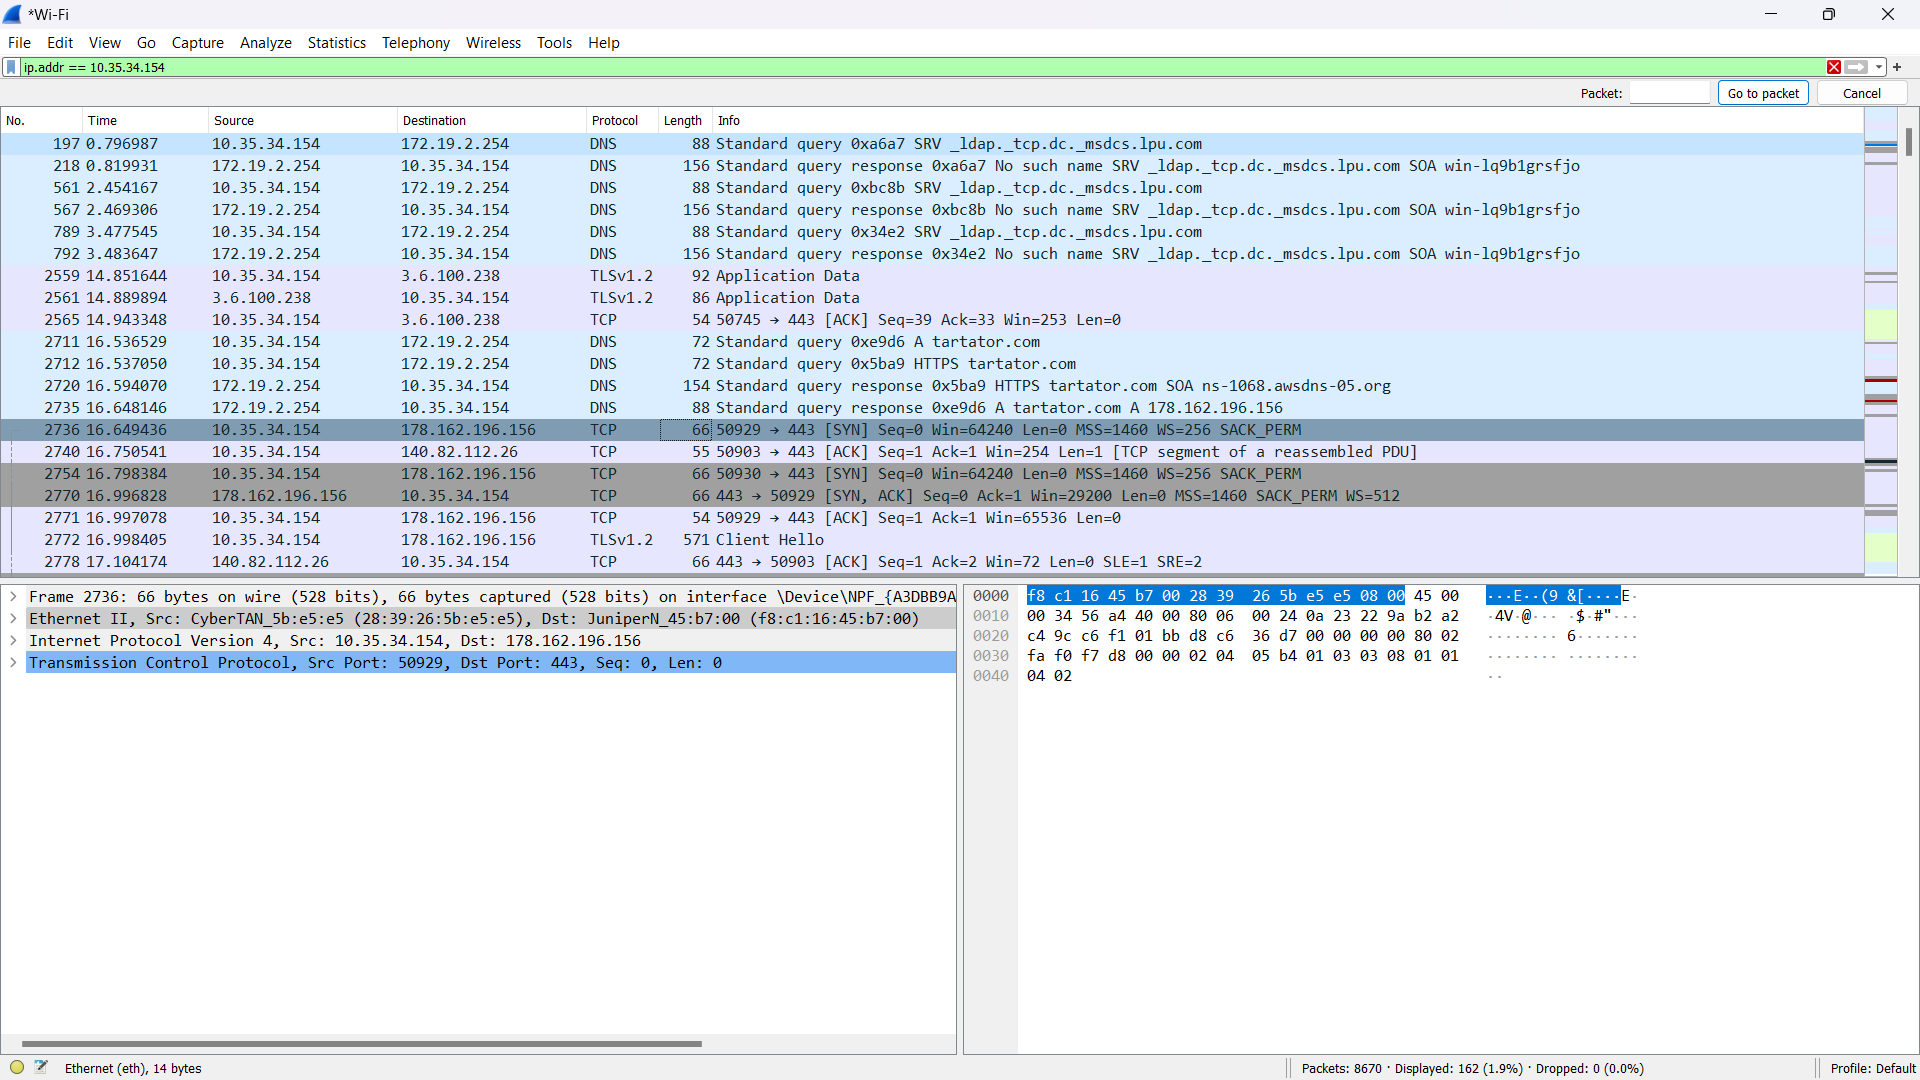 *Wi-Fi
File Edit View Go Capture Analyze Statistics Telephony Wireless Tools Help
ip.addr == 10.35.34.154
Packet: Go to packet Cancel
No. Time Source Destination Protocol Length Info
197 0.796987 10.35.34.154 172.19.2.254 DNS 88 Standard query 0xa6a7 SRV _ldap._tcp.dc._msdcs.lpu.com
218 0.819931 172.19.2.254 10.35.34.154 DNS 156 Standard query response 0xa6a7 No such name SRV _ldap._tcp.dc._msdcs.lpu.com SOA win-lq9b1grsfjo
561 2.454167 10.35.34.154 172.19.2.254 DNS 88 Standard query 0xbc8b SRV _ldap._tcp.dc._msdcs.lpu.com
567 2.469306 172.19.2.254 10.35.34.154 DNS 156 Standard query response 0xbc8b No such name SRV _ldap._tcp.dc._msdcs.lpu.com SOA win-lq9b1grsfjo
789 3.477545 10.35.34.154 172.19.2.254 DNS 88 Standard query 0x34e2 SRV _ldap._tcp.dc._msdcs.lpu.com
792 3.483647 172.19.2.254 10.35.34.154 DNS 156 Standard query response 0x34e2 No such name SRV _ldap._tcp.dc._msdcs.lpu.com SOA win-lq9b1grsfjo
2559 14.851644 10.35.34.154 3.6.100.238 TLSv1.2 92 Application Data
2561 14.889894 3.6.100.238 10.35.34.154 TLSv1.2 86 Application Data
2565 14.943348 10.35.34.154 3.6.100.238 TCP 54 50745 → 443 [ACK] Seq=39 Ack=33 Win=253 Len=0
2711 16.536529 10.35.34.154 172.19.2.254 DNS 72 Standard query 0xe9d6 A tartator.com
2712 16.537050 10.35.34.154 172.19.2.254 DNS 72 Standard query 0x5ba9 HTTPS tartator.com
2720 16.594070 172.19.2.254 10.35.34.154 DNS 154 Standard query response 0x5ba9 HTTPS tartator.com SOA ns-1068.awsdns-05.org
2735 16.648146 172.19.2.254 10.35.34.154 DNS 88 Standard query response 0xe9d6 A tartator.com A 178.162.196.156
2736 16.649436 10.35.34.154 178.162.196.156 TCP 66 50929 → 443 [SYN] Seq=0 Win=64240 Len=0 MSS=1460 WS=256 SACK_PERM
2740 16.750541 10.35.34.154 140.82.112.26 TCP 55 50903 → 443 [ACK] Seq=1 Ack=1 Win=254 Len=1 [TCP segment of a reassembled PDU]
2754 16.798384 10.35.34.154 178.162.196.156 TCP 66 50930 → 443 [SYN] Seq=0 Win=64240 Len=0 MSS=1460 WS=256 SACK_PERM
2770 16.996828 178.162.196.156 10.35.34.154 TCP 66 443 → 50929 [SYN, ACK] Seq=0 Ack=1 Win=29200 Len=0 MSS=1460 SACK_PERM WS=512
2771 16.997078 10.35.34.154 178.162.196.156 TCP 54 50929 → 443 [ACK] Seq=1 Ack=1 Win=65536 Len=0
2772 16.998405 10.35.34.154 178.162.196.156 TLSv1.2 571 Client Hello
2778 17.104174 140.82.112.26 10.35.34.154 TCP 66 443 → 50903 [ACK] Seq=1 Ack=2 Win=72 Len=0 SLE=1 SRE=2
Frame 2736: 66 bytes on wire (528 bits), 66 bytes captured (528 bits) on interface \Device\NPF_{A3DBB9A
Ethernet II, Src: CyberTAN_5b:e5:e5 (28:39:26:5b:e5:e5), Dst: JuniperN_45:b7:00 (f8:c1:16:45:b7:00)
Internet Protocol Version 4, Src: 10.35.34.154, Dst: 178.162.196.156
Transmission Control Protocol, Src Port: 50929, Dst Port: 443, Seq: 0, Len: 0
0000 f8 c1 16 45 b7 00 28 39 26 5b e5 e5 08 00 45 00 ···E··(9 &[····E·
0010 00 34 56 a4 40 00 80 06 00 24 0a 23 22 9a b2 a2 ·4V·@··· ·$·#"···
0020 c4 9c c6 f1 01 bb d8 c6 36 d7 00 00 00 00 80 02 ········ 6·······
0030 fa f0 f7 d8 00 00 02 04 05 b4 01 03 03 08 01 01 ········ ········
0040 04 02 ··
Ethernet (eth), 14 bytes
Packets: 8670 · Displayed: 162 (1.9%) · Dropped: 0 (0.0%)
Profile: Default